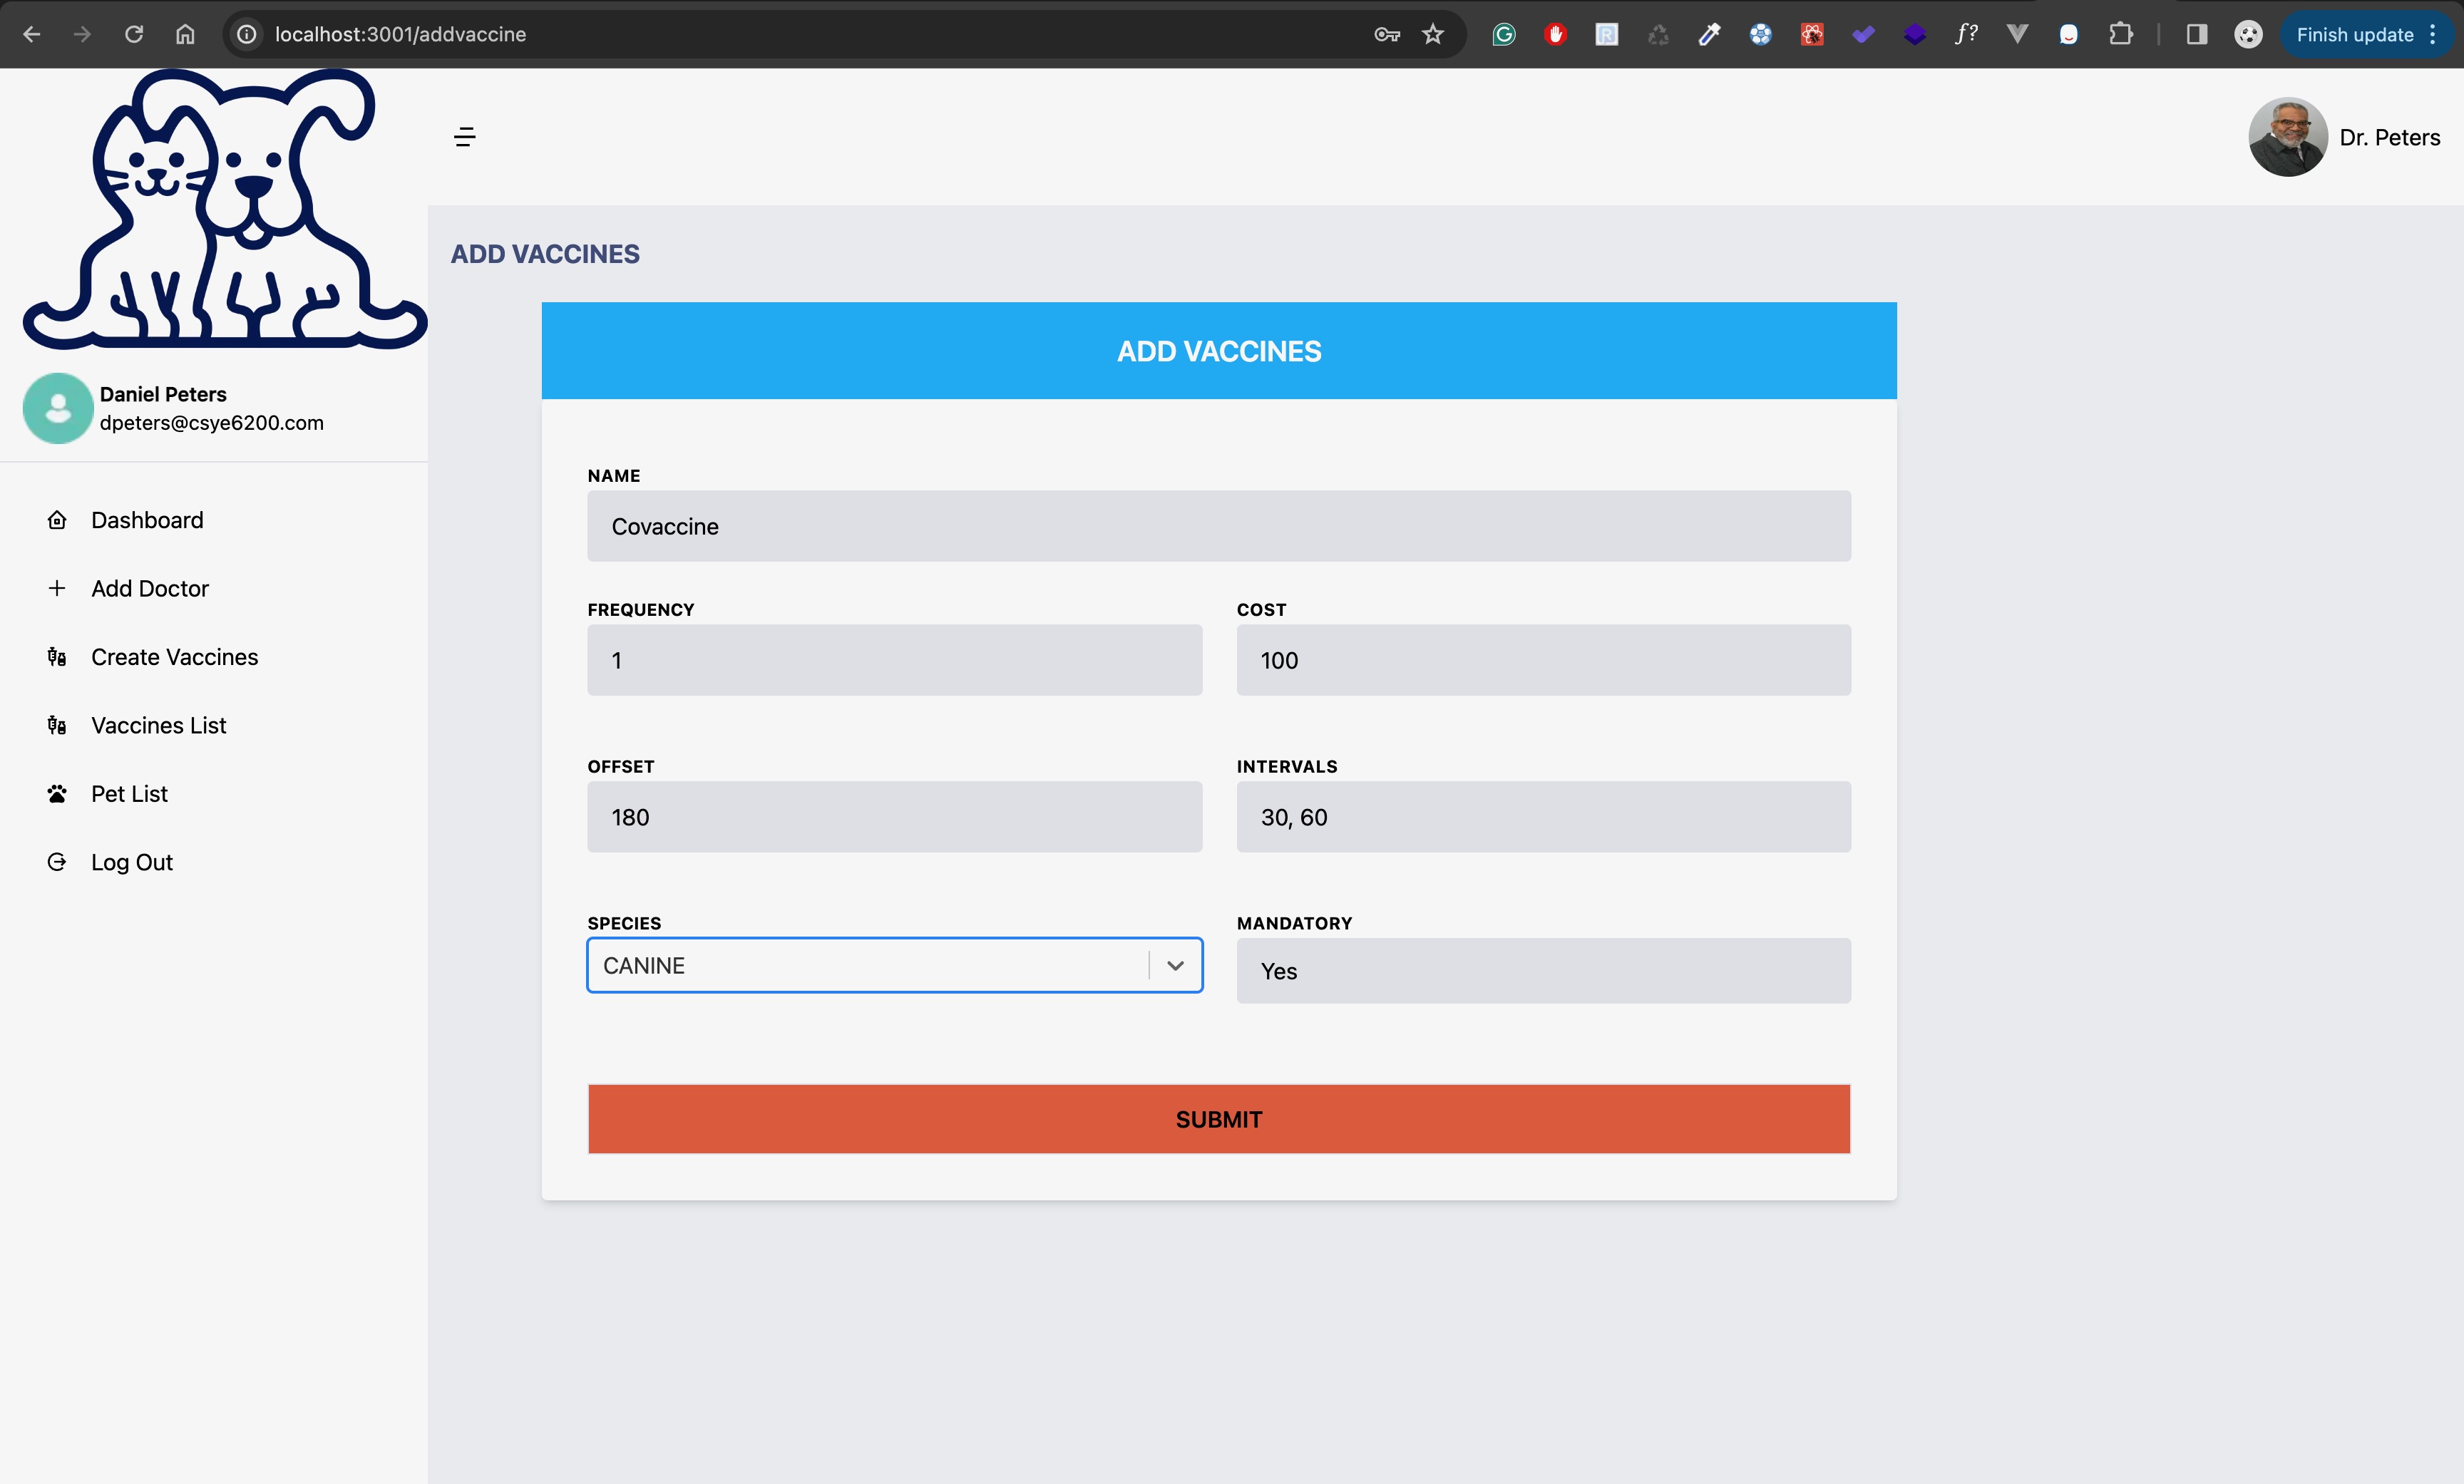 localhost:3001/addvaccine
Finish update
Dr. Peters
ADD VACCINES
ADD VACCINES
Daniel Peters
dpeters@csye6200.com
Dashboard
Add Doctor
Create Vaccines
Vaccines List
Pet List
Log Out
NAME
Covaccine
FREQUENCY
1
COST
100
OFFSET
180
INTERVALS
30, 60
SPECIES
CANINE
MANDATORY
Yes
SUBMIT